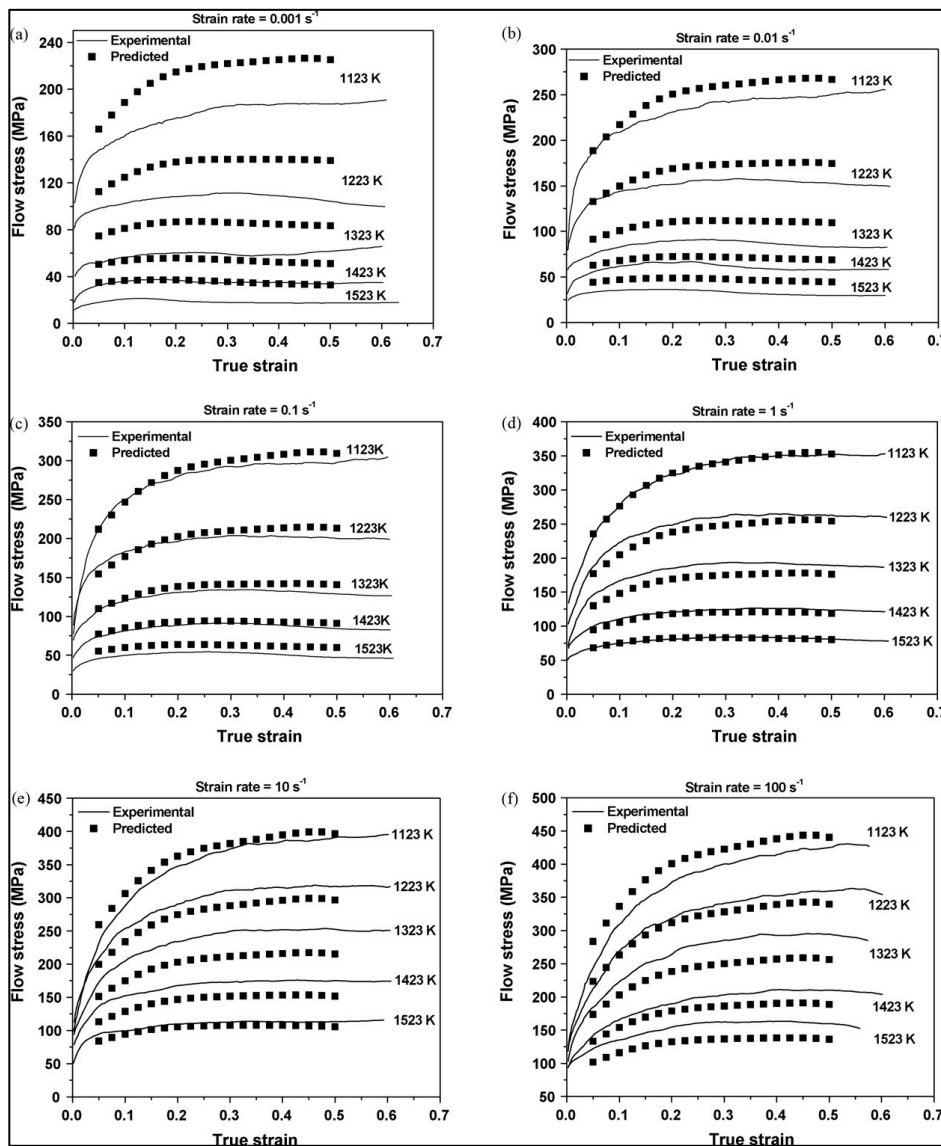 Strain rate = 0.001 s⁻¹
(a)
Experimental
Predicted
1123 K
1223 K
1323 K
1423 K
1523 K
240
200
160
120
80
40
0
0.0 0.1 0.2 0.3 0.4 0.5 0.6 0.7
Flow stress (MPa)
True strain
Strain rate = 0.01 s⁻¹
(b)
Experimental
Predicted
1123 K
1223 K
1323 K
1423 K
1523 K
300
250
200
150
100
50
0
0.0 0.1 0.2 0.3 0.4 0.5 0.6 0.7
Flow stress (MPa)
True strain
Strain rate = 0.1 s⁻¹
(c)
Experimental
Predicted
1123K
1223K
1323K
1423K
1523K
350
300
250
200
150
100
50
0
0.0 0.1 0.2 0.3 0.4 0.5 0.6 0.7
Flow stress (MPa)
True strain
Strain rate = 1 s⁻¹
(d)
Experimental
Predicted
1123 K
1223 K
1323 K
1423 K
1523 K
400
350
300
250
200
150
100
50
0
0.0 0.1 0.2 0.3 0.4 0.5 0.6 0.7
Flow stress (MPa)
True strain
Strain rate = 10 s⁻¹
(e)
Experimental
Predicted
1123 K
1223 K
1323 K
1423 K
1523 K
450
400
350
300
250
200
150
100
50
0
0.0 0.1 0.2 0.3 0.4 0.5 0.6 0.7
Flow stress (MPa)
True strain
Strain rate = 100 s⁻¹
(f)
Experimental
Predicted
1123 K
1223 K
1323 K
1423 K
1523 K
500
450
400
350
300
250
200
150
100
50
0.0 0.1 0.2 0.3 0.4 0.5 0.6 0.7
Flow stress (MPa)
True strain